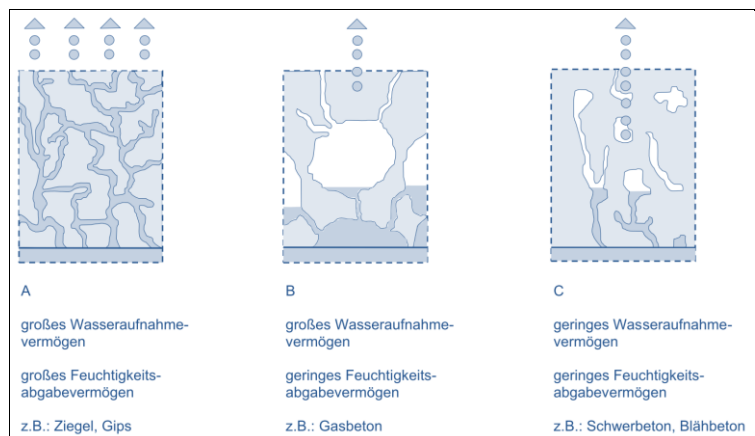 A
großes Wasseraufnahme-
vermögen
großes Feuchtigkeits-
abgabevermögen
z.B.: Ziegel, Gips
B
großes Wasseraufnahme-
vermögen
geringes Feuchtigkeits-
abgabevermögen
z.B.: Gasbeton
C
geringes Wasseraufnahme-
vermögen
geringes Feuchtigkeits-
abgabevermögen
z.B.: Schwerbeton, Blähbeton